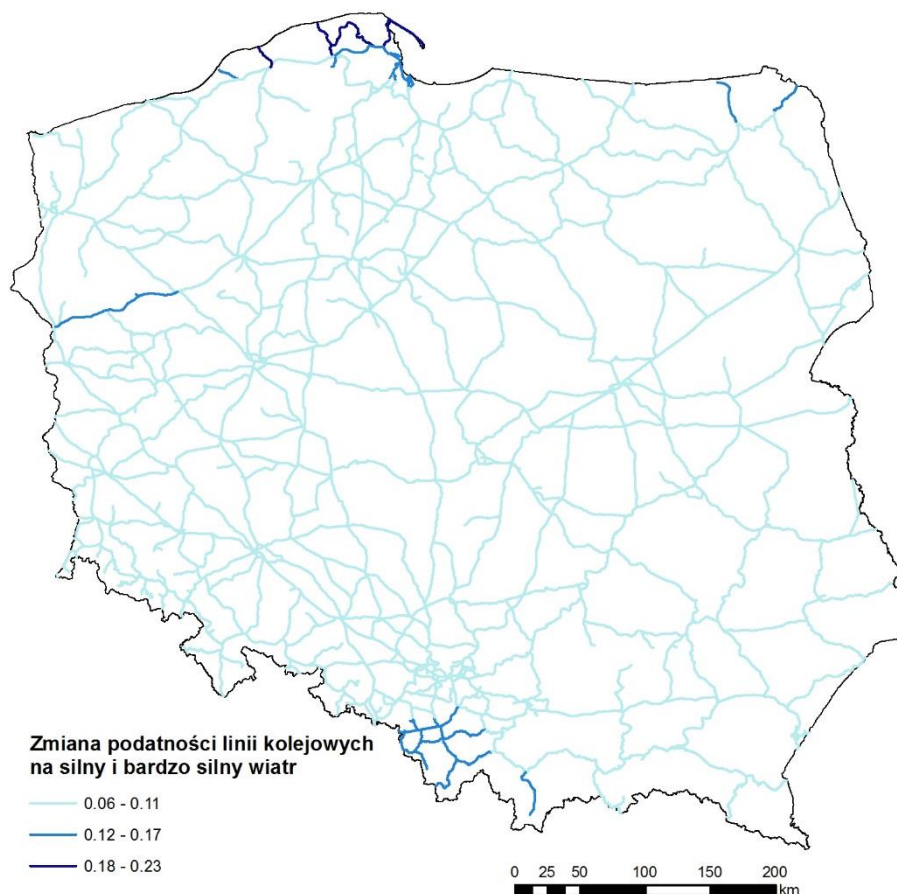 Zmiana podatności linii kolejowych
na silny i bardzo silny wiatr
0.06 - 0.11
0.12 - 0.17
0.18 - 0.23
0 25 50 100 150 200
km